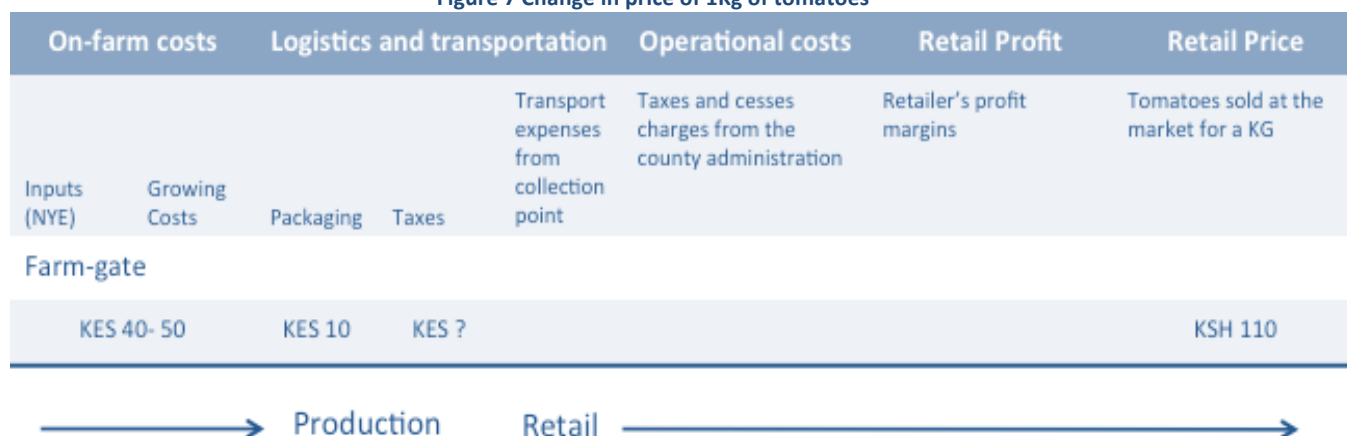 Figure 7 Change in price of 1Kg of tomatoes
On-farm costs Logistics and transportation Operational costs Retail Profit Retail Price
Inputs
(NYE)
Growing
Costs
Packaging
Taxes
Transport
expenses
from
collection
point
Taxes and cesses
charges from the
county administration
Retailer's profit
margins
Tomatoes sold at the
market for a KG
Farm-gate
KES 40- 50 KES 10 KES ? KSH 110
Production Retail